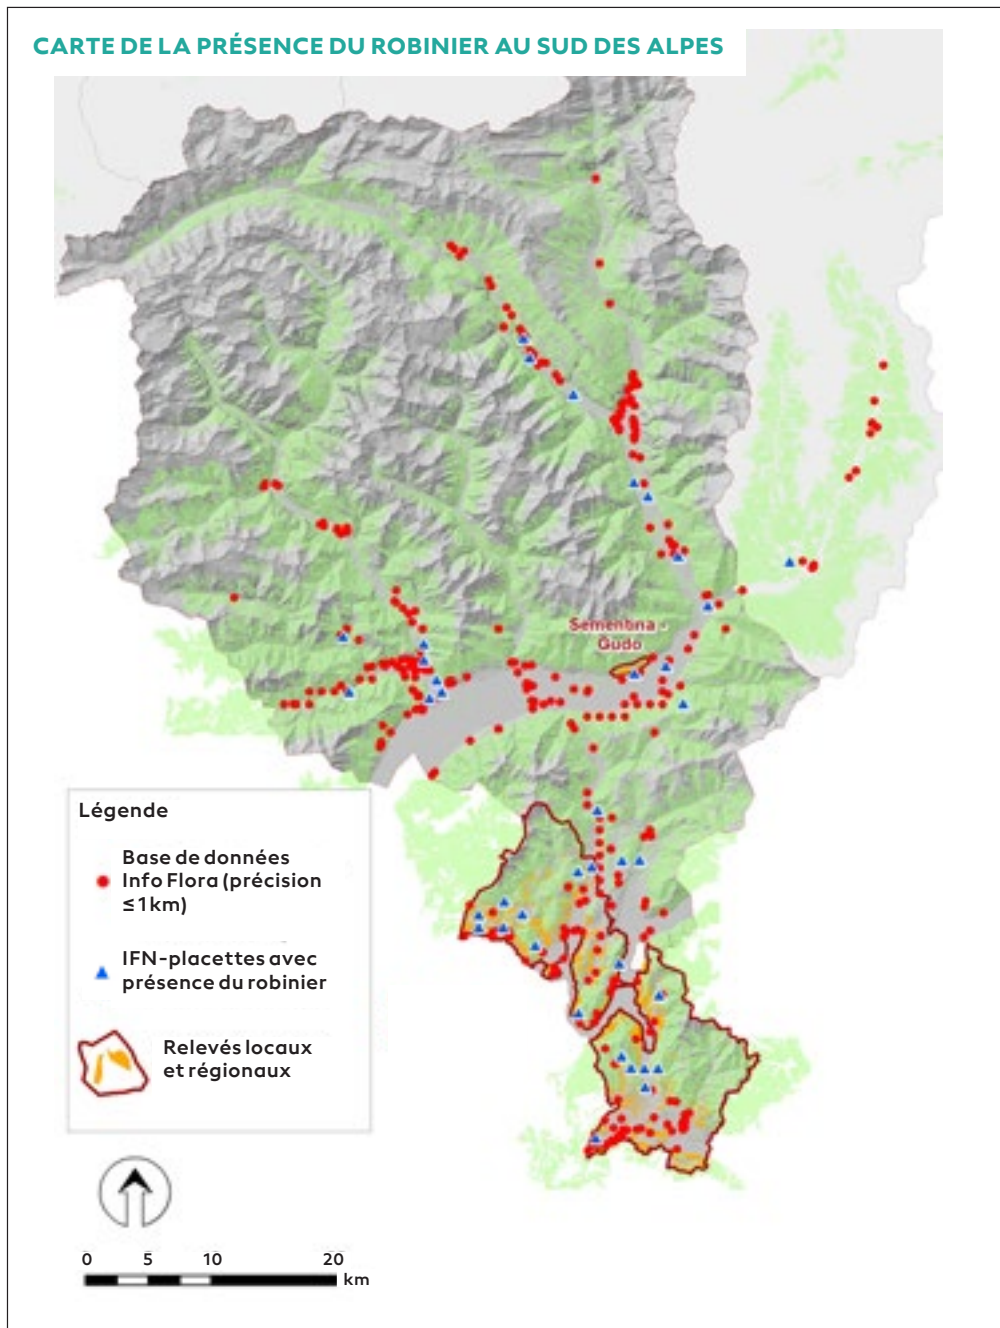 CARTE DE LA PRÉSENCE DU ROBINIER AU SUD DES ALPES
Sementina -
Gudo
Légende
Base de données
Info Flora (précision
≤1km)
IFN-placettes avec
présence du robinier
Relevés locaux
et régionaux
0 5 10 20
km